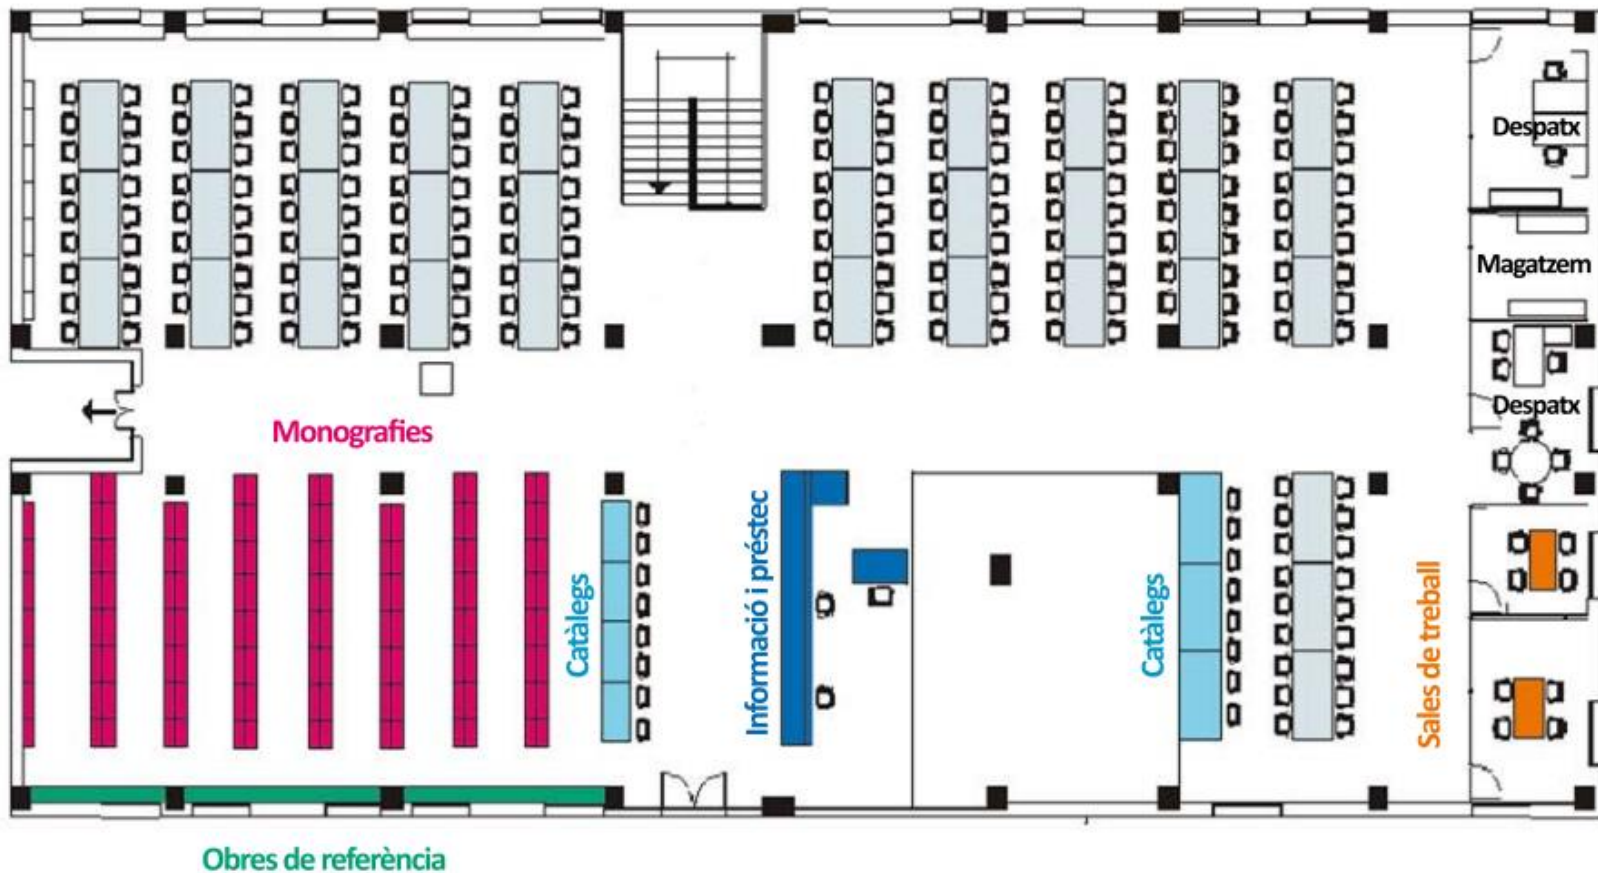 Despatx
Magatzem
Despatx
Monografies
Catàlegs
Informació i préstec
Catàlegs
Sales de treball
Obres de referència